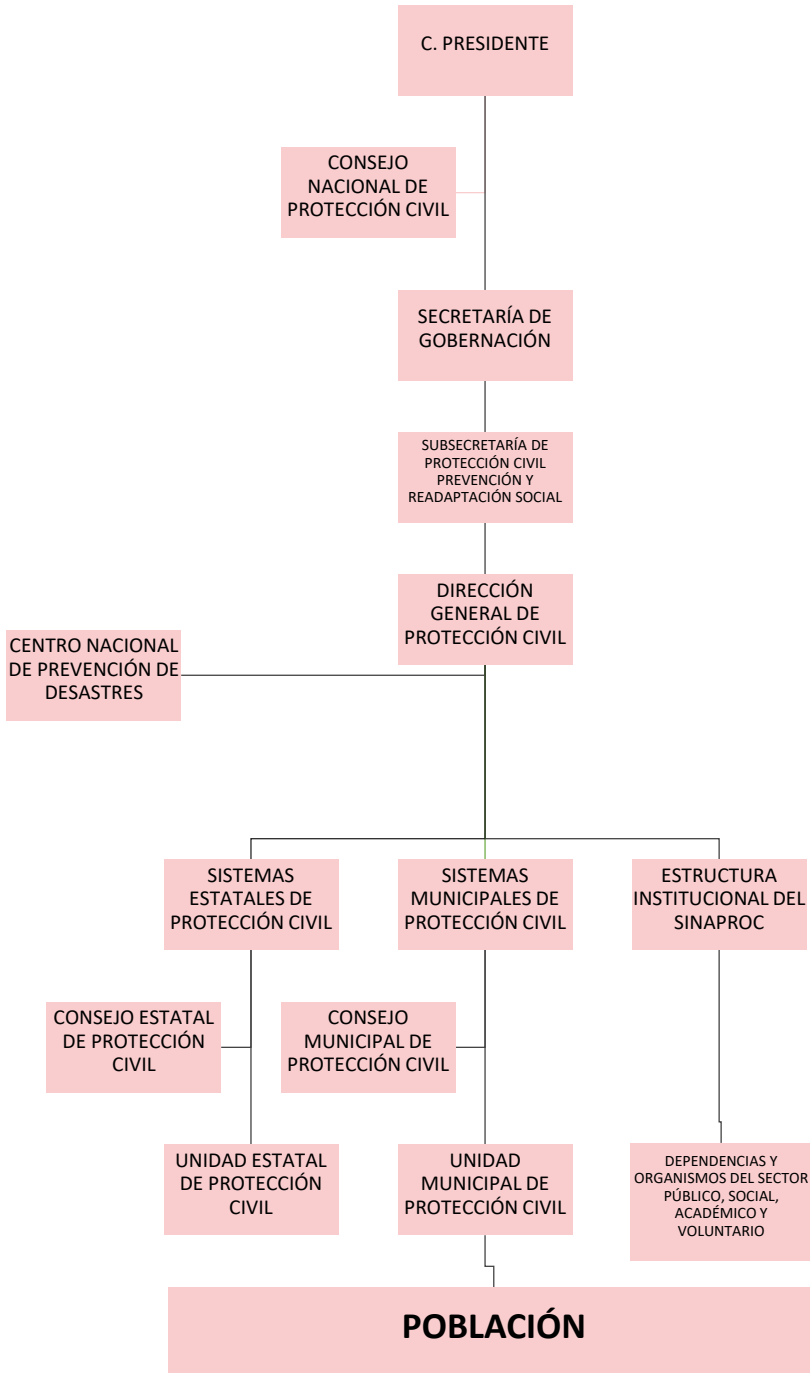 C. PRESIDENTE
CONSEJO
NACIONAL DE
PROTECCIÓN CIVIL
SECRETARÍA DE
GOBERNACIÓN
SUBSECRETARÍA DE
PROTECCIÓN CIVIL
PREVENCIÓN Y
READAPTACIÓN SOCIAL
DIRECCIÓN
GENERAL DE
PROTECCIÓN CIVIL
CENTRO NACIONAL
DE PREVENCIÓN DE
DESASTRES
SISTEMAS
ESTATALES DE
PROTECCIÓN CIVIL
SISTEMAS
MUNICIPALES DE
PROTECCIÓN CIVIL
ESTRUCTURA
INSTITUCIONAL DEL
SINAPROC
CONSEJO ESTATAL
DE PROTECCIÓN
CIVIL
CONSEJO
MUNICIPAL DE
PROTECCIÓN CIVIL
UNIDAD ESTATAL
DE PROTECCIÓN
CIVIL
UNIDAD
MUNICIPAL DE
PROTECCIÓN CIVIL
DEPENDENCIAS Y
ORGANISMOS DEL SECTOR
PÚBLICO, SOCIAL,
ACADÉMICO Y
VOLUNTARIO
POBLACIÓN